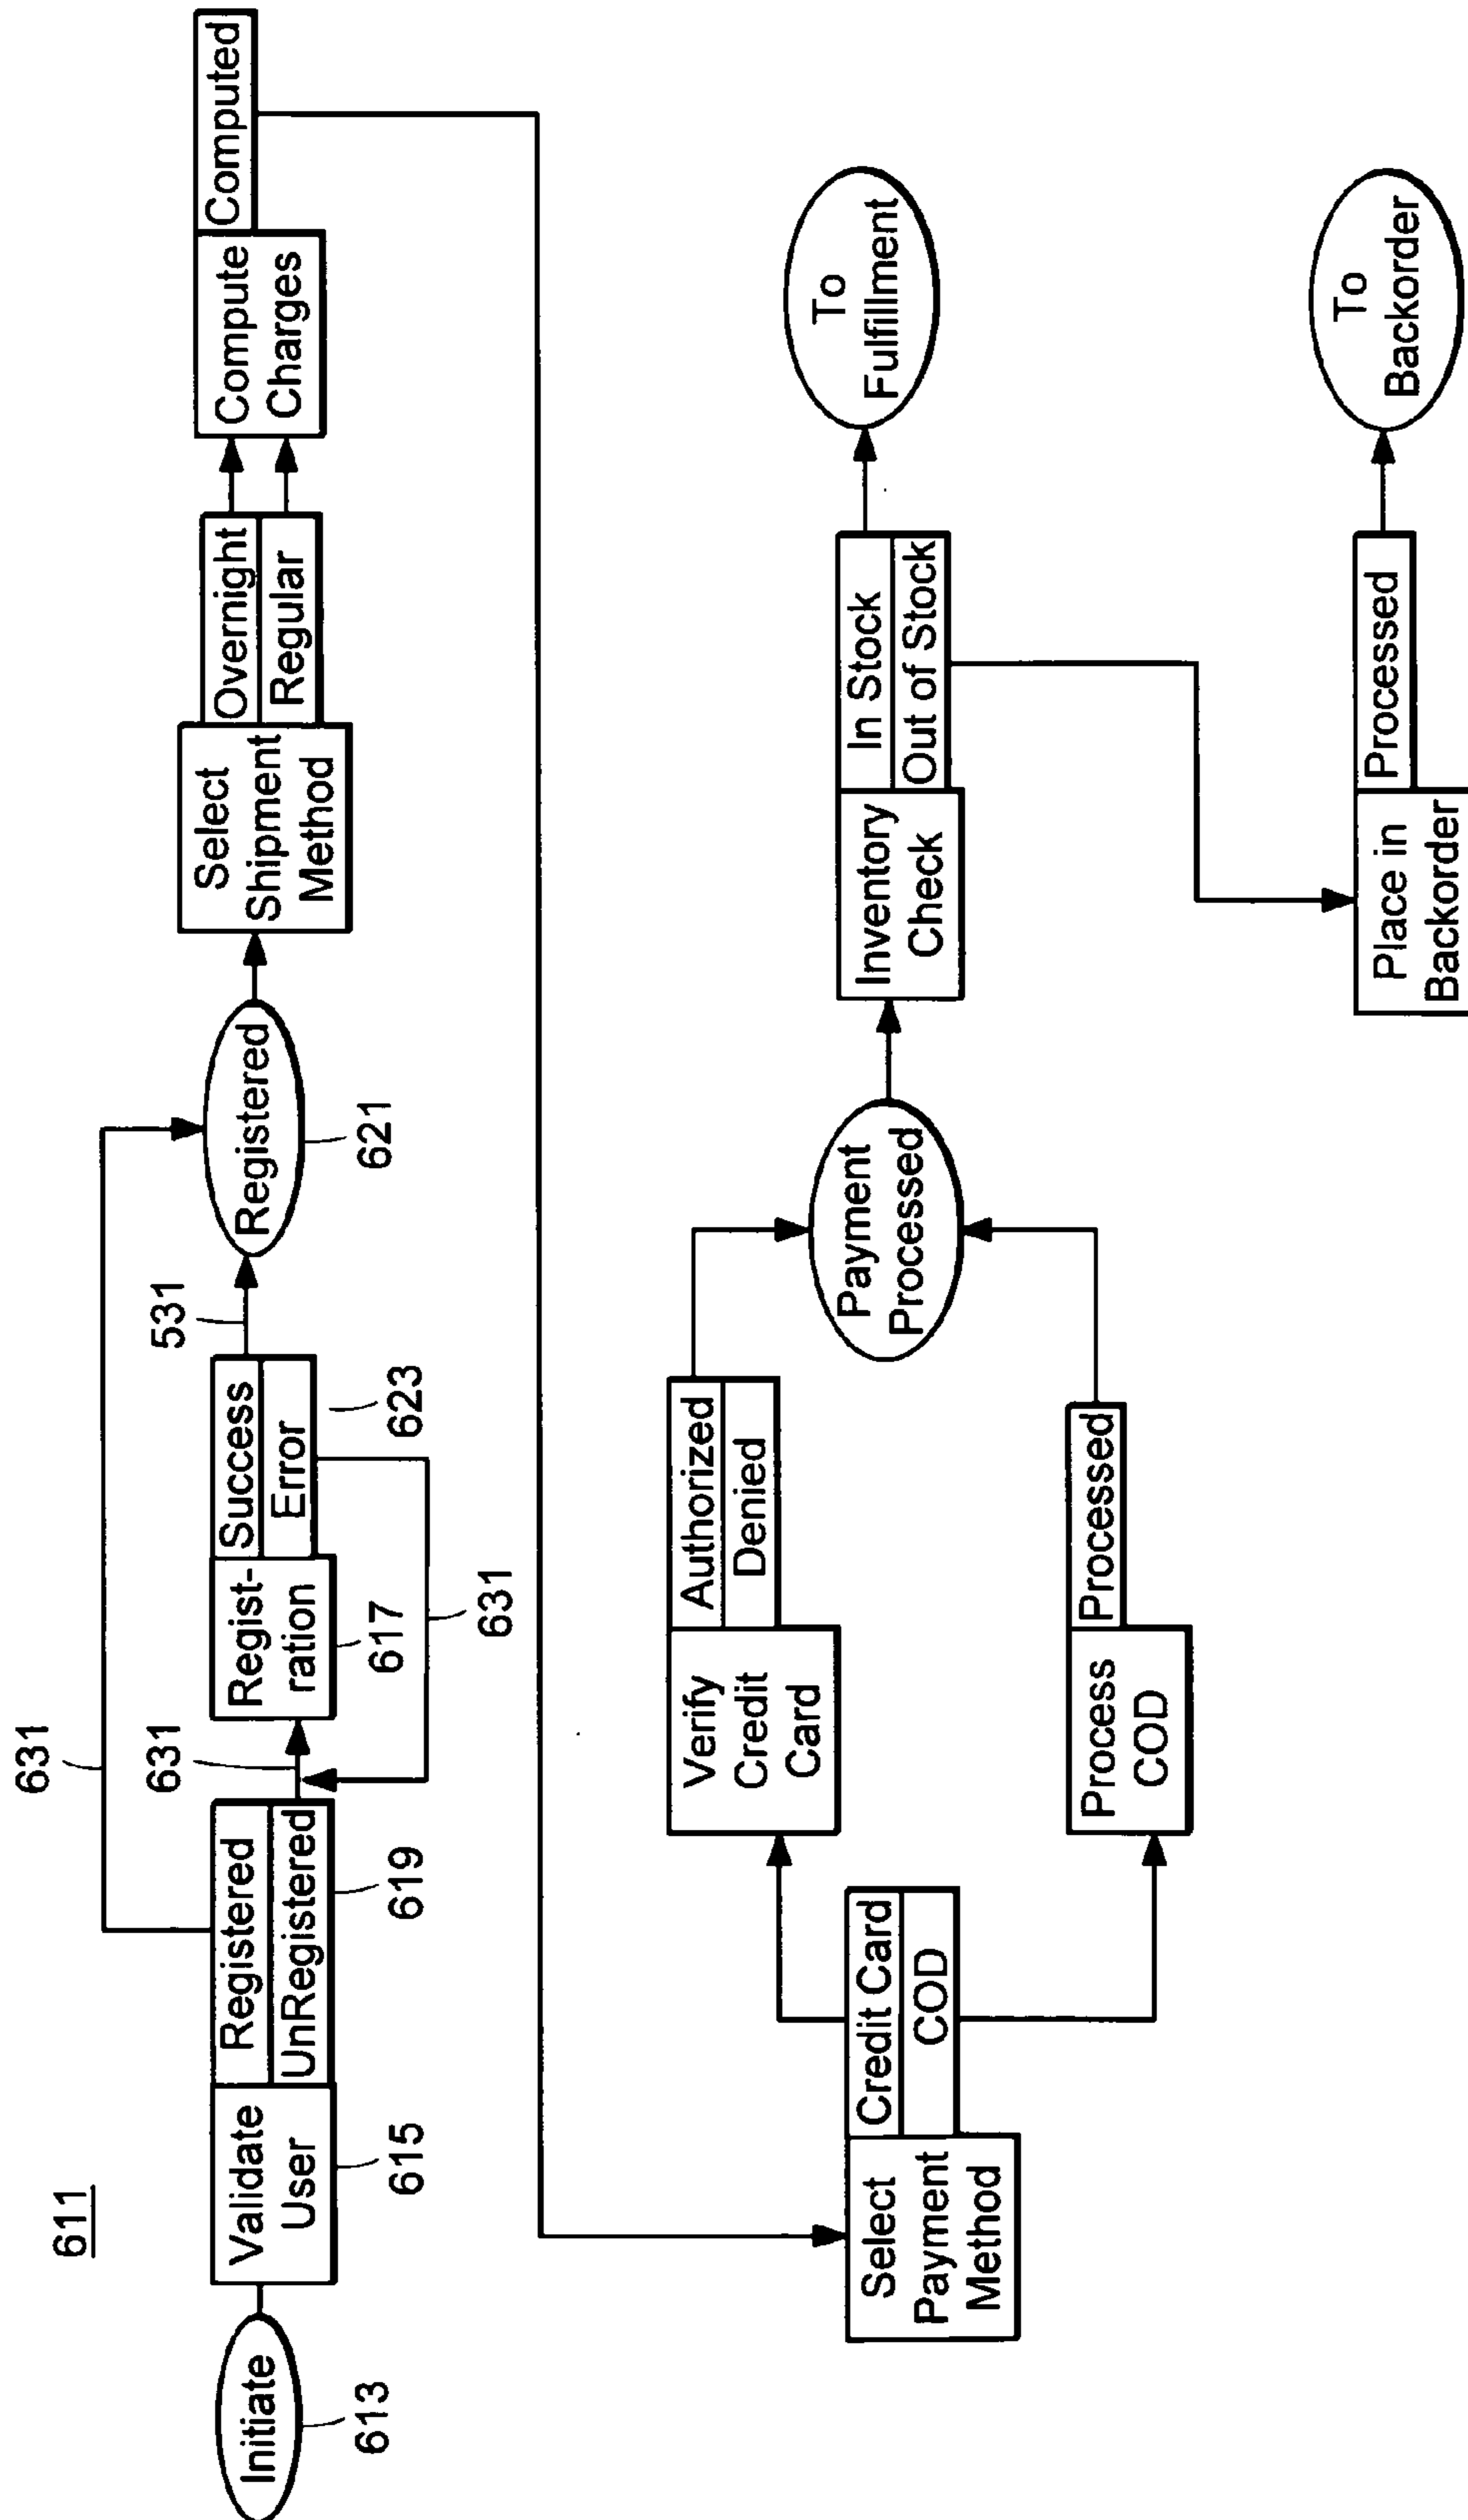 611
Initiate
613
Validate
User
615
Registered
UnRegistered
619
631
631
Regist-
ration
617
Success
Error
623
631
531
Registered
621
Select
Shipment
Method
Overnight
Regular
Compute
Charges
Computed
Select
Payment
Method
Credit Card
COD
Verify
Credit
Card
Authorized
Denied
Process
COD
Processed
Payment
Processed
Inventory
Check
In Stock
Out of Stock
To
Fulfillment
Place in
Backorder
Processed
To
Backorder